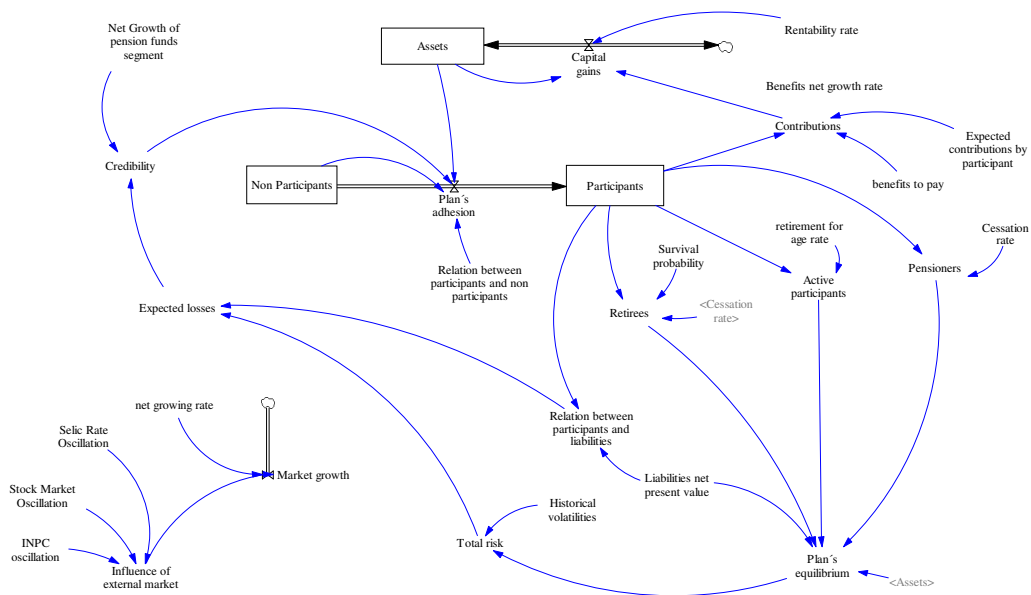 Net Growth of
pension funds
segment
Assets
Rentability rate
Capital
gains
Benefits net growth rate
Contributions
Expected
contributions by
participant
Credibility
Non Participants
Participants
benefits to pay
Plan´s
adhesion
Relation between
participants and non
participants
Survival
probability
retirement for
age rate
Cessation
rate
Pensioners
Active
participants
Expected losses
Retirees
<Cessation
rate>
net growing rate
Selic Rate
Oscillation
Relation between
participants and
liabilities
Market growth
Stock Market
Oscillation
Liabilities net
present value
Historical
volatilities
INPC
oscillation
Total risk
Influence of
external market
Plan´s
equilibrium
<Assets>